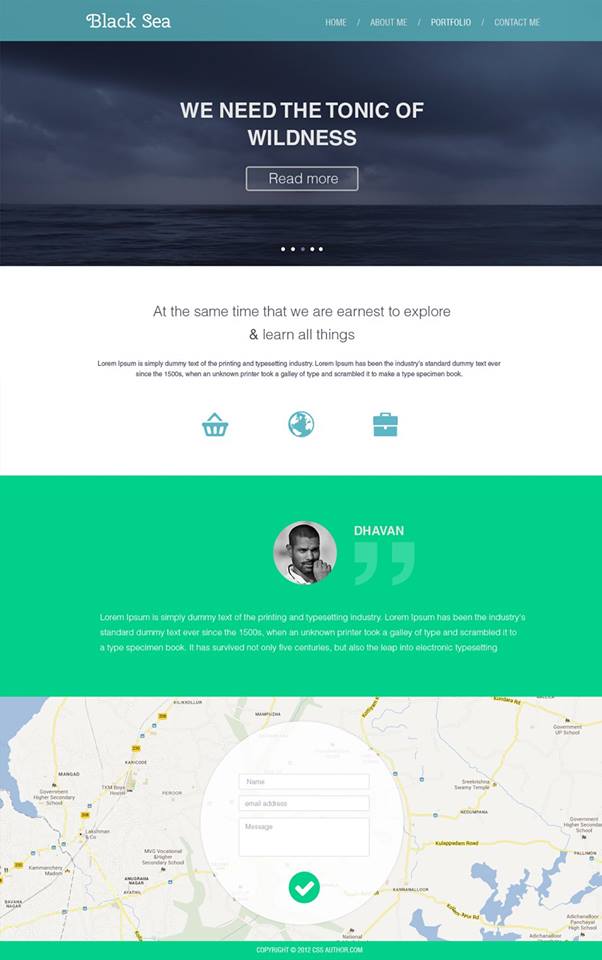 Black Sea
HOME / ABOUT ME / PORTFOLIO / CONTACT ME
WE NEED THE TONIC OF
WILDNESS
Read more
At the same time that we are earnest to explore
& learn all things
Lorem Ipsum is simply dummy text of the printing and typesetting industry. Lorem Ipsum has been the industry's standard dummy text ever
since the 1500s, when an unknown printer took a galley of type and scrambled it to make a type specimen book.
DHAVAN
Lorem Ipsum is simply dummy text of the printing and typesetting industry. Lorem Ipsum has been the industry's
standard dummy text ever since the 1500s, when an unknown printer took a galley of type and scrambled it to
a type specimen book. It has survived not only five centuries, but also the leap into electronic typesetting
KILIKOLLUR
Kundara Rd
MAMPUZHA
208
Government
UP School
KARICODE
MANGAD
TKM Boys
Hostel
PEROOR
Government
Higher Secondary
School
Sreekrishna
Swamy Temple
NEDUMPANA
Lakshman
& Co
Government
Higher Secondary
School
Kulappadam Road
MVG Vocational
&Higher
Secondary School
PALLIMON
Kammanchery
Madom
ANUGRAHA
NAGAR
AYATHIL
KANNANALLOOR
BAVANA
NAGAR
Adichanalloor
Panchayat
High School
National
Adichanalloor
Name
email address
Message
COPYRIGHT © 2012 CSS AUTHOR.COM